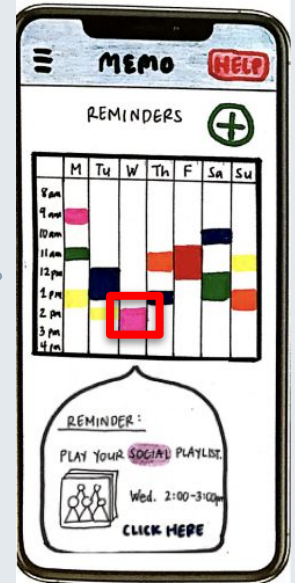 MEMO HELP
REMINDERS
M Tu W Th F Sa Su
8am
9am
10am
11am
12pm
1pm
2pm
3pm
4pm
REMINDER:
PLAY YOUR SOCIAL PLAYLIST.
Wed. 2:00-3:00pm
CLICK HERE